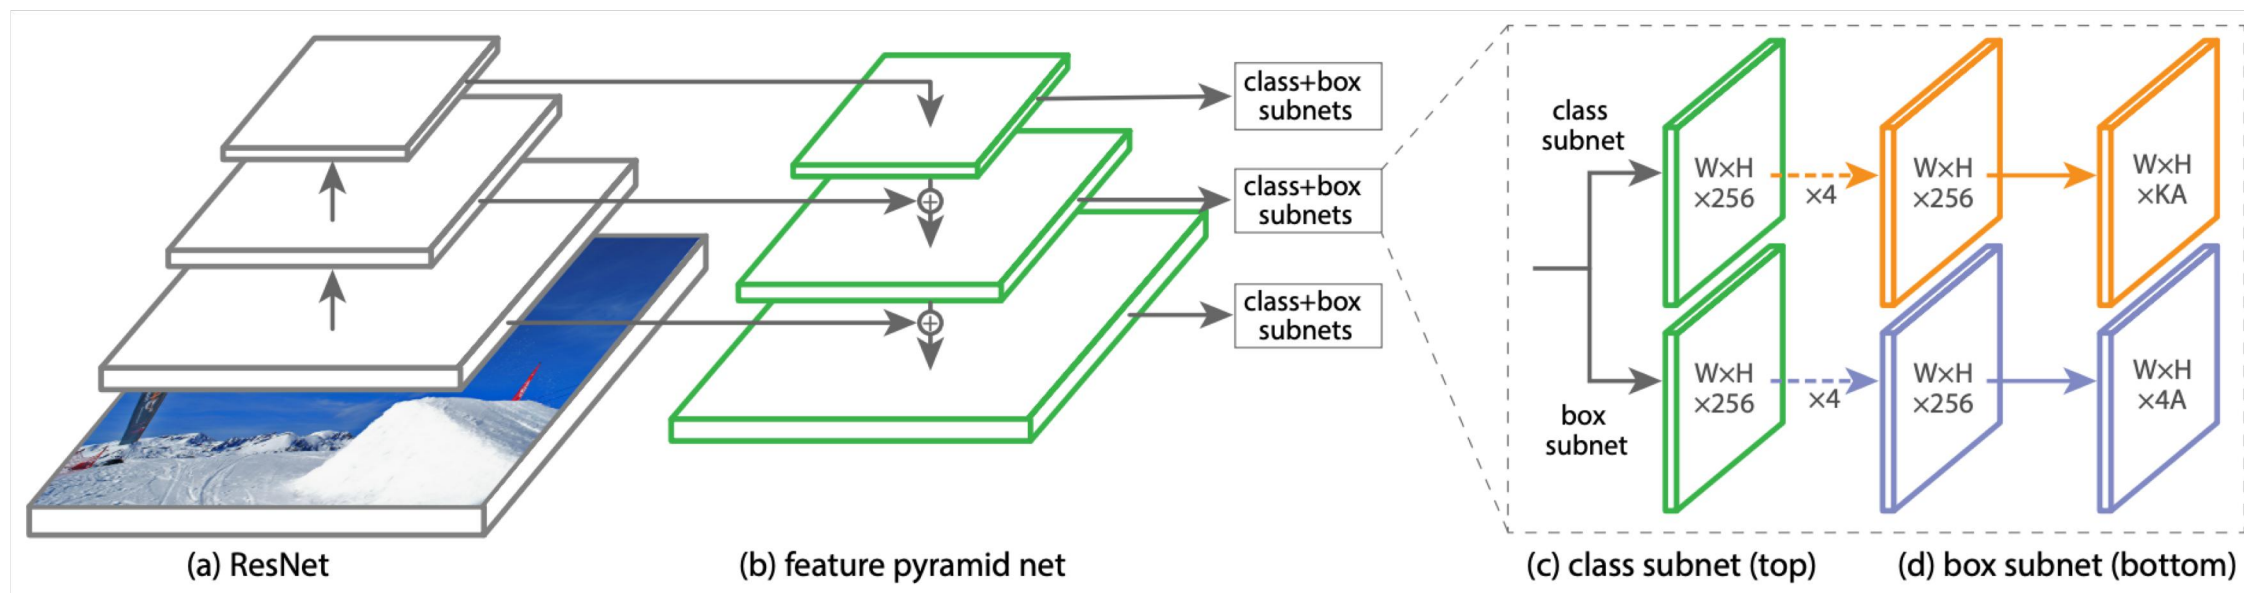 class+box
subnets
class+box
subnets
class+box
subnets
class
subnet
W×H
×256
×4
W×H
×256
W×H
×KA
box
subnet
W×H
×256
×4
W×H
×256
W×H
×4A
(a) ResNet
(b) feature pyramid net
(c) class subnet (top)
(d) box subnet (bottom)